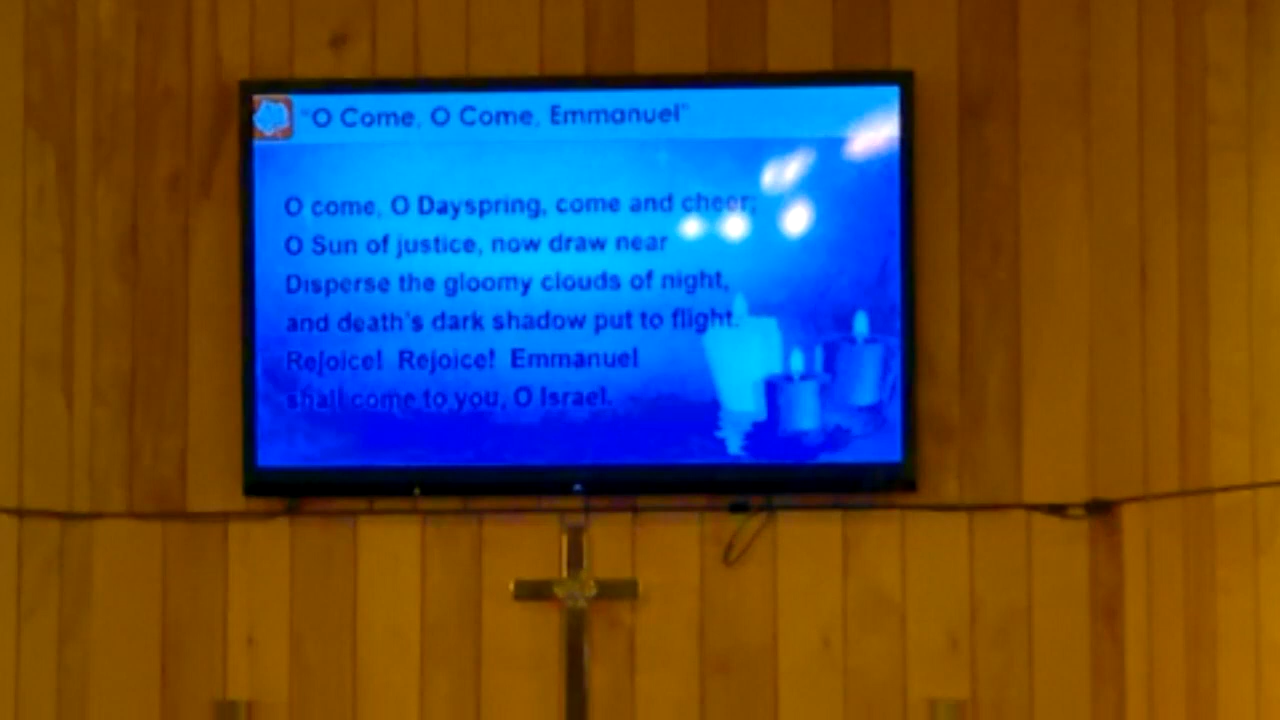 "O Come, O Come, Emmanuel"
O come, O Dayspring, come and cheer;
O Sun of justice, now draw near
Disperse the gloomy clouds of night,
and death's dark shadow put to flight.
Rejoice! Rejoice! Emmanuel
shall come to you, O Israel.